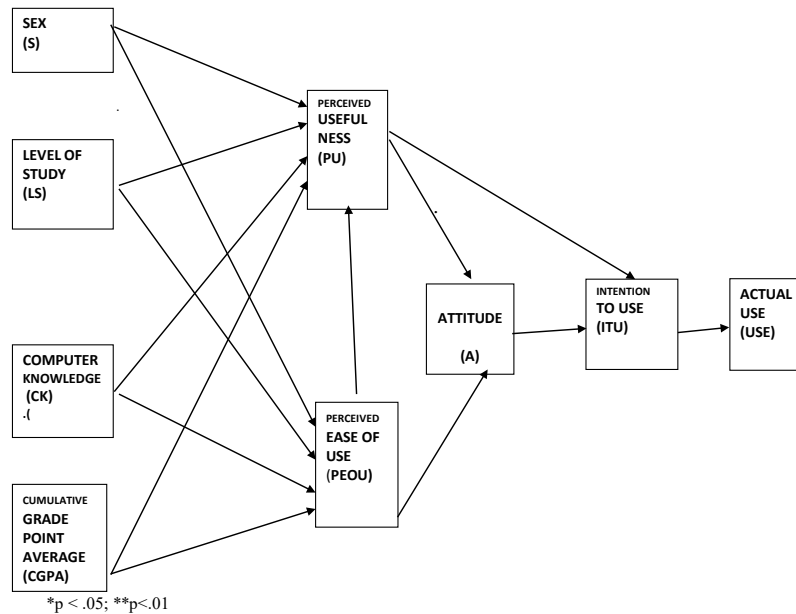 SEX
(S)
LEVEL OF
STUDY
(LS)
COMPUTER
KNOWLEDGE
(CK)
.(
CUMULATIVE
GRADE
POINT
AVERAGE
(CGPA)
PERCEIVED
USEFUL
NESS
(PU)
PERCEIVED
EASE OF
USE
(PEOU)
ATTITUDE
(A)
INTENTION
TO USE
(ITU)
ACTUAL
USE
(USE)
*p < .05; **p<.01